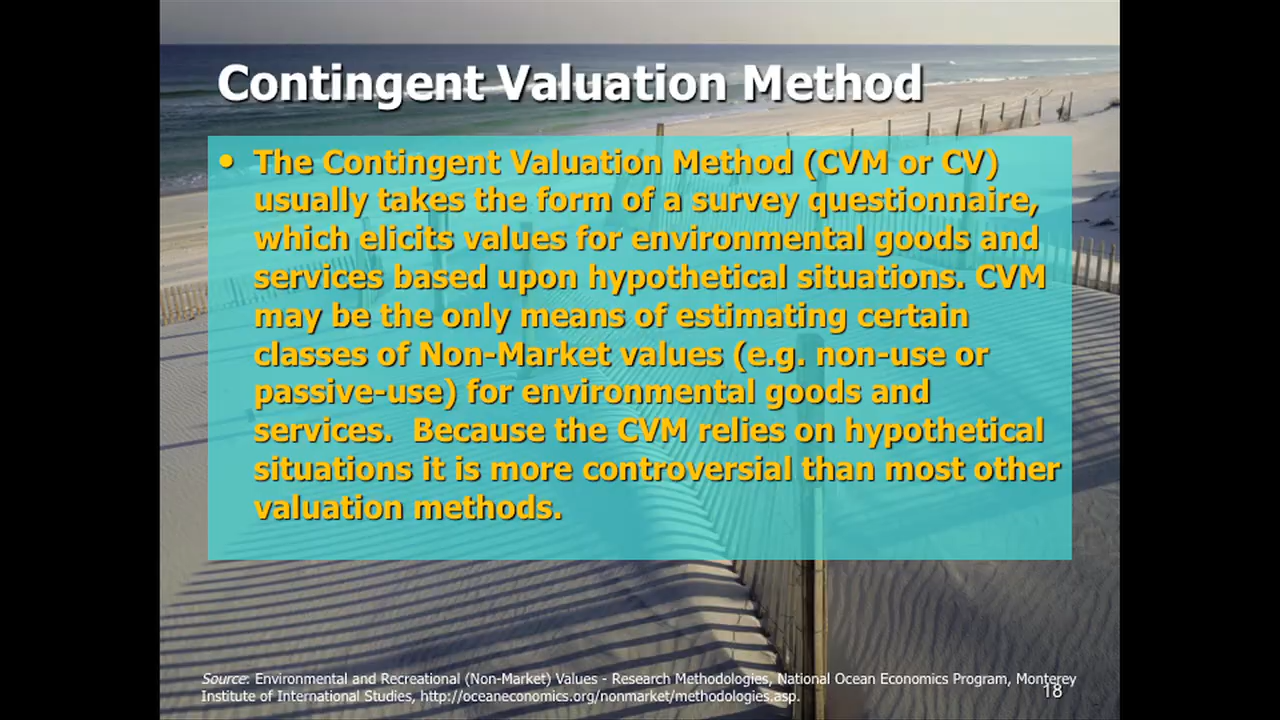 Contingent Valuation Method
• The Contingent Valuation Method (CVM or CV)
usually takes the form of a survey questionnaire,
which elicits values for environmental goods and
services based upon hypothetical situations. CVM
may be the only means of estimating certain
classes of Non-Market values (e.g. non-use or
passive-use) for environmental goods and
services.  Because the CVM relies on hypothetical
situations it is more controversial than most other
valuation methods.
Source: Environmental and Recreational (Non-Market) Values - Research Methodologies, National Ocean Economics Program, Monterey
Institute of International Studies, http://oceaneconomics.org/nonmarket/methodologies.asp.
18